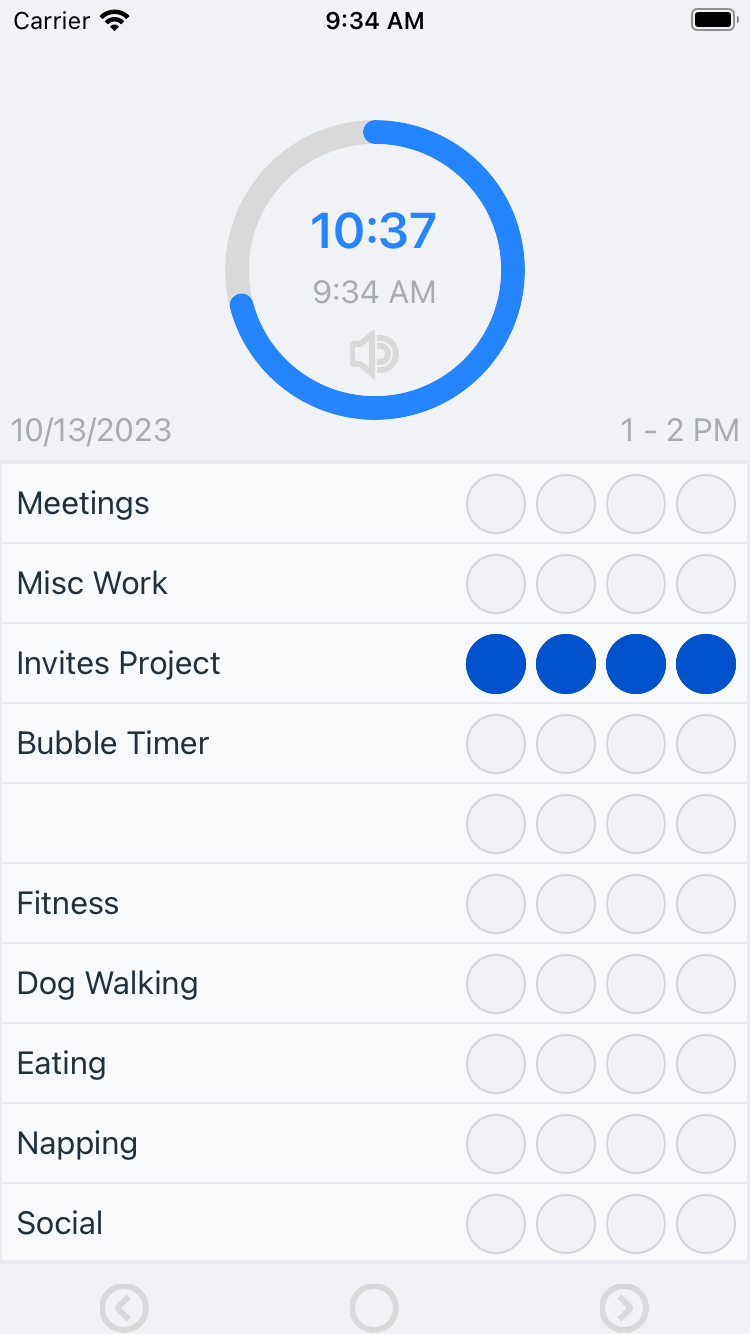 Carrier 9:34 AM
10:37
9:34 AM
10/13/2023 1 - 2 PM
Meetings
Misc Work
Invites Project
Bubble Timer
Fitness
Dog Walking
Eating
Napping
Social